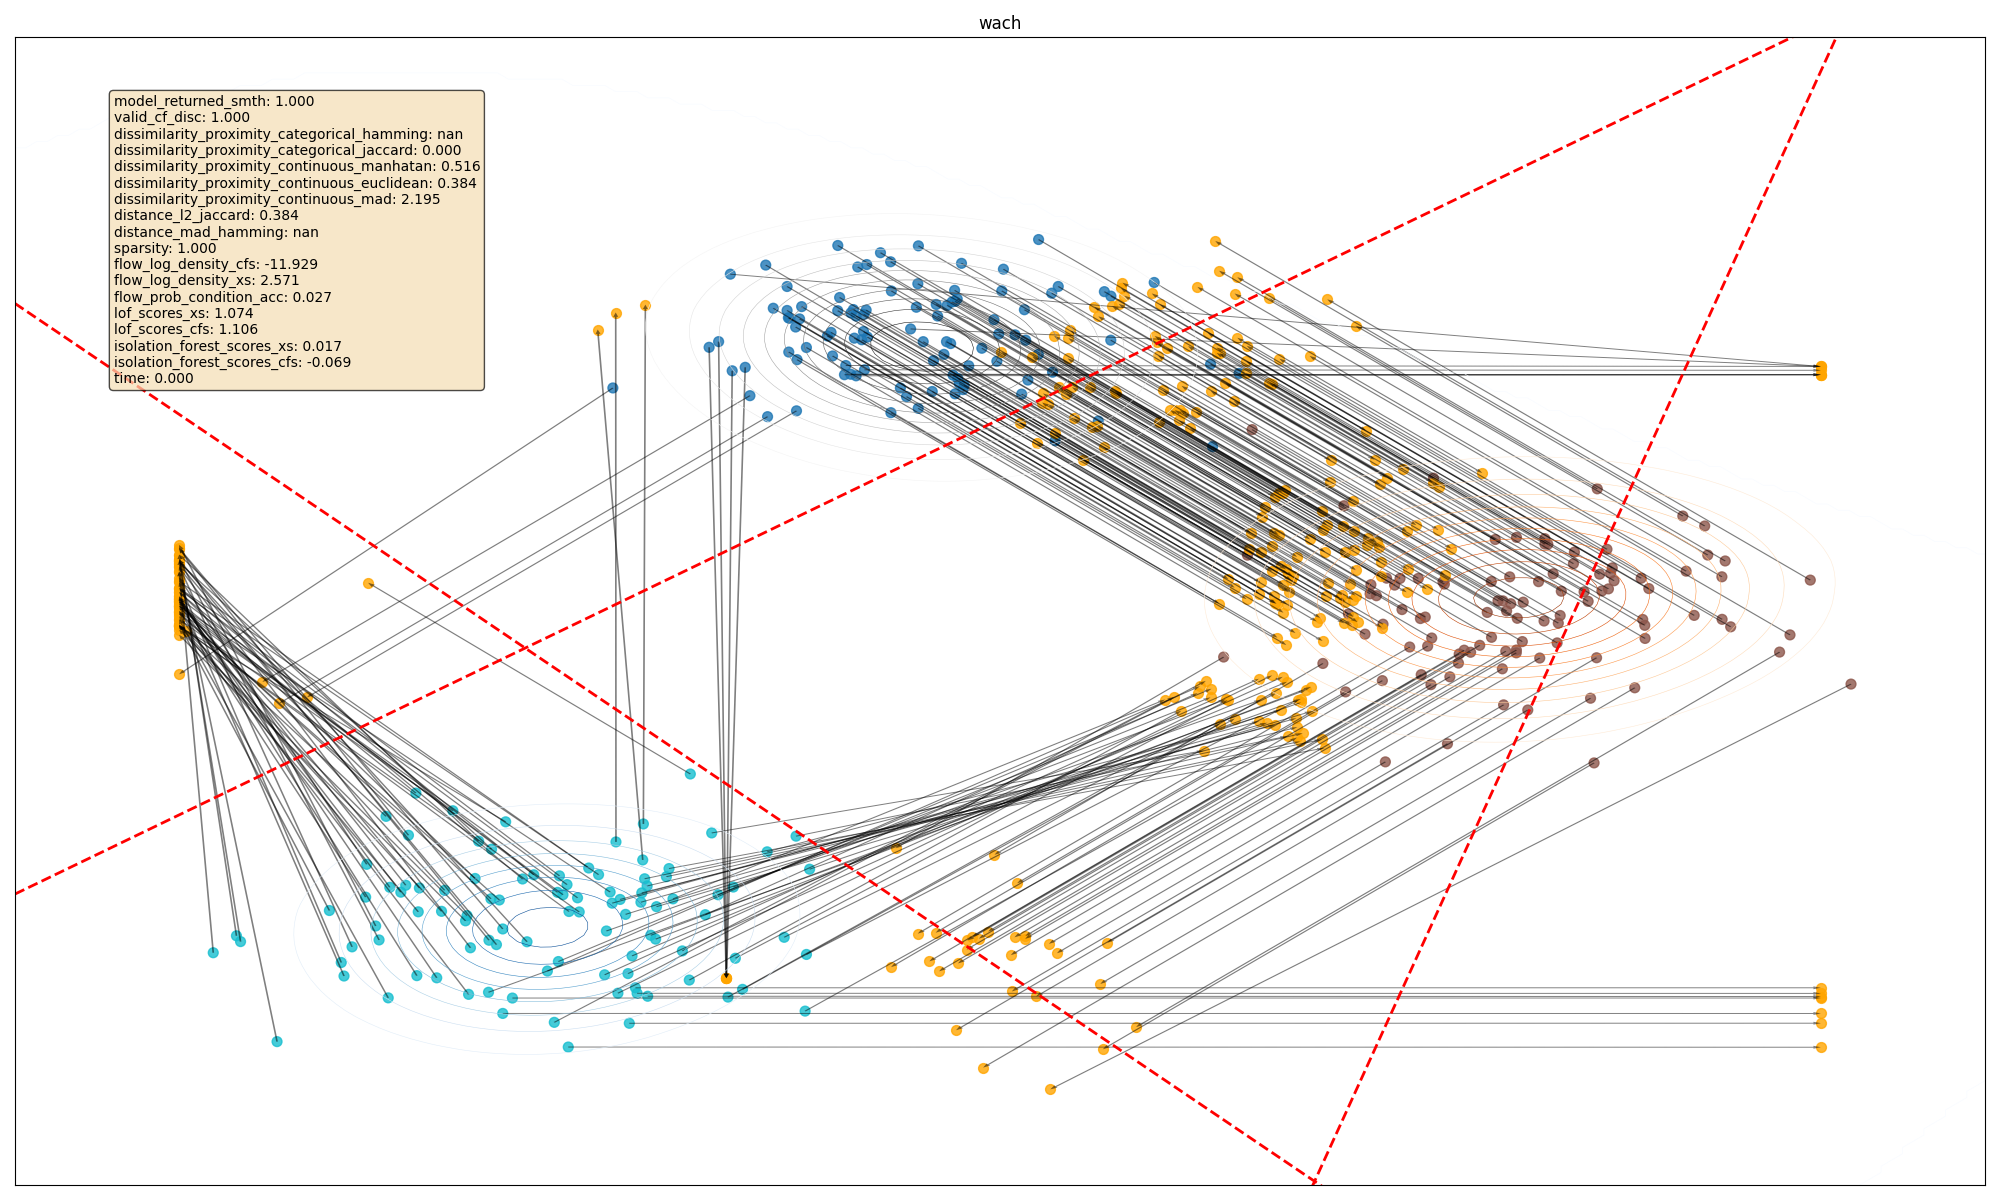 wach
model_returned_smth: 1.000
valid_cf_disc: 1.000
dissimilarity_proximity_categorical_hamming: nan
dissimilarity_proximity_categorical_jaccard: 0.000
dissimilarity_proximity_continuous_manhatan: 0.516
dissimilarity_proximity_continuous_euclidean: 0.384
dissimilarity_proximity_continuous_mad: 2.195
distance_l2_jaccard: 0.384
distance_mad_hamming: nan
sparsity: 1.000
flow_log_density_cfs: -11.929
flow_log_density_xs: 2.571
flow_prob_condition_acc: 0.027
lof_scores_xs: 1.074
lof_scores_cfs: 1.106
isolation_forest_scores_xs: 0.017
isolation_forest_scores_cfs: -0.069
time: 0.000